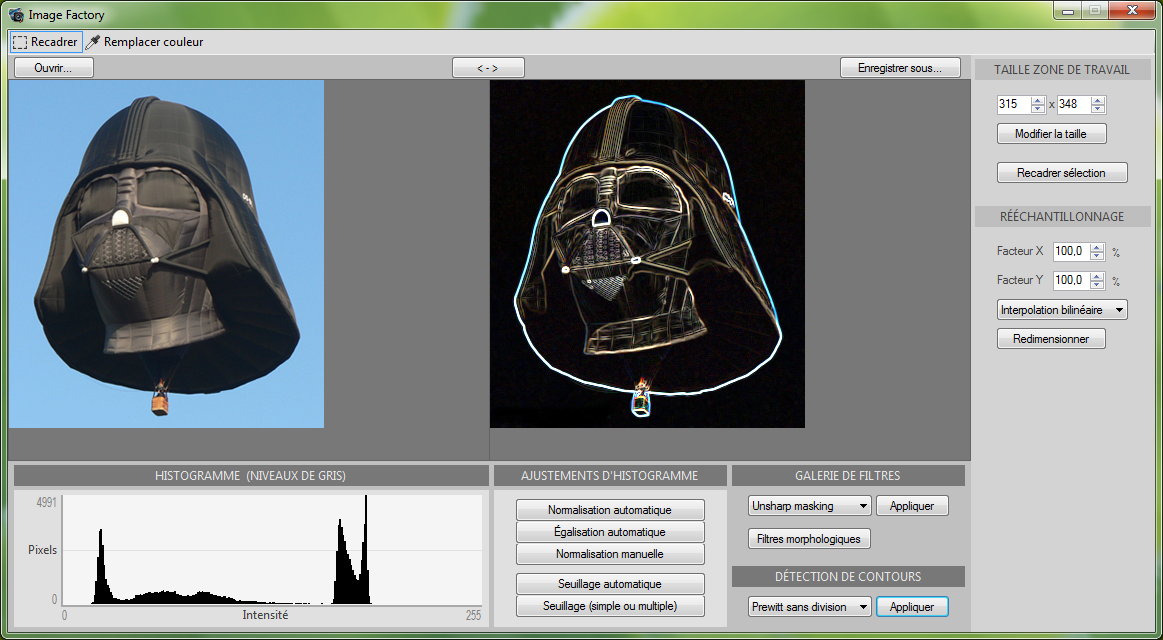 Image Factory
Recadrer Remplacer couleur
Ouvrir... < - > Enregistrer sous...
TAILLE ZONE DE TRAVAIL
315 x 348
Modifier la taille
Recadrer sélection
RÉÉCHANTILLONNAGE
Facteur X 100,0 %
Facteur Y 100,0 %
Interpolation bilinéaire
Redimensionner
HISTOGRAMME (NIVEAUX DE GRIS)
4991
Pixels
0
0 Intensité 255
AJUSTEMENTS D'HISTOGRAMME
Normalisation automatique
Égalisation automatique
Normalisation manuelle
Seuillage automatique
Seuillage (simple ou multiple)
GALERIE DE FILTRES
Unsharp masking Appliquer
Filtres morphologiques
DÉTECTION DE CONTOURS
Prewitt sans division Appliquer